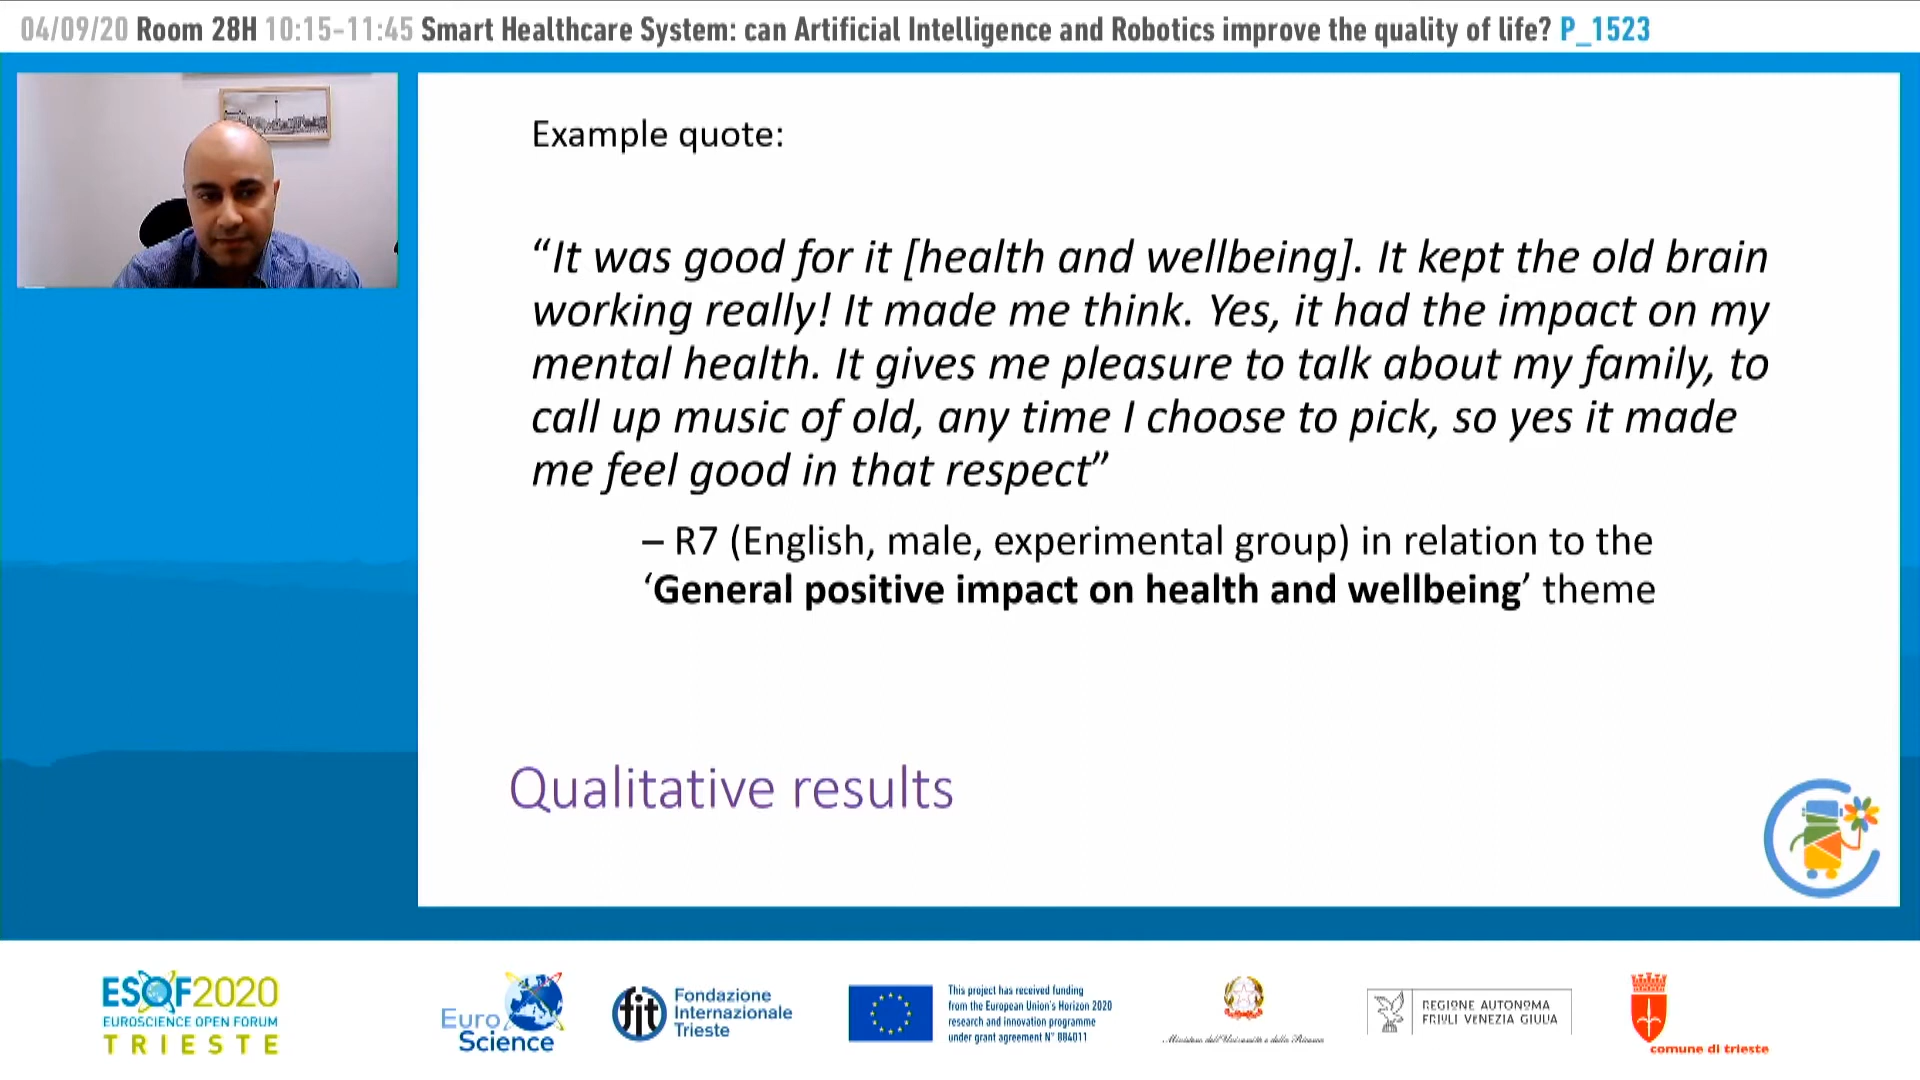 04/09/20 Room 28H 10:15-11:45 Smart Healthcare System: can Artificial Intelligence and Robotics improve the quality of life? P_1523
Example quote:
“It was good for it [health and wellbeing]. It kept the old brain
working really! It made me think. Yes, it had the impact on my
mental health. It gives me pleasure to talk about my family, to
call up music of old, any time I choose to pick, so yes it made
me feel good in that respect”
– R7 (English, male, experimental group) in relation to the
‘General positive impact on health and wellbeing’ theme
Qualitative results
ESOF2020
EUROSCIENCE OPEN FORUM
TRIESTE
Euro
Science
fit
Fondazione
Internazionale
Trieste
This project has received funding
from the European Union's Horizon 2020
research and innovation programme
under grant agreement N° 884011
Ministero dell'Università e della Ricerca
REGIONE AUTONOMA
FRIULI VENEZIA GIULIA
comune di trieste